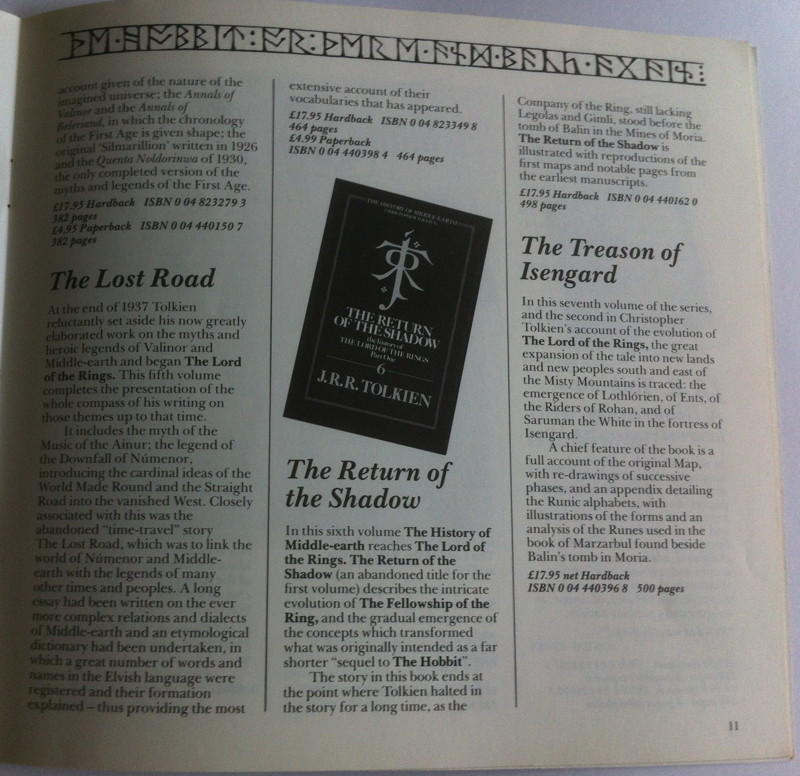 ᚦᛖ᛫ᚻᚩᛒᛒᛁᛏ᛬ᚩᚱ᛬ᚦᛖᚱᛖ᛫ᚪᚾᛞ᛫ᛒᚪᚳᚳ᛫ᚪᚷᚪᛁᚾ᛬
account given of the nature of the
imagined universe; the Annals of
Valinor and the Annals of
Beleriand, in which the chronology
of the First Age is given shape; the
original ‘Silmarillion’ written in 1926
and the Quenta Noldorinwa of 1930,
the only completed version of the
myths and legends of the First Age.
£17.95 Hardback ISBN 0 04 823279 3
382 pages
£4.95 Paperback ISBN 0 04 440150 7
382 pages
The Lost Road
At the end of 1937 Tolkien
reluctantly set aside his now greatly
elaborated work on the myths and
heroic legends of Valinor and
Middle-earth and began The Lord
of the Rings. This fifth volume
completes the presentation of the
whole compass of his writing on
those themes up to that time.
It includes the myth of the
Music of the Ainur; the legend of
the Downfall of Númenor,
introducing the cardinal ideas of the
World Made Round and the Straight
Road into the vanished West. Closely
associated with this was the
abandoned “time-travel” story
The Lost Road, which was to link the
world of Númenor and Middle-
earth with the legends of many
other times and peoples. A long
essay had been written on the ever
more complex relations and dialects
of Middle-earth and an etymological
dictionary had been undertaken, in
which a great number of words and
names in the Elvish language were
registered and their formation
explained – thus providing the most
extensive account of their
vocabularies that has appeared.
£17.95 Hardback ISBN 0 04 823349 8
464 pages
£4.99 Paperback
ISBN 0 04 440398 4 464 pages
THE HISTORY OF MIDDLE-EARTH
CHRISTOPHER TOLKIEN
THE RETURN
OF THE SHADOW
the history of
THE LORD OF THE RINGS
Part One
6
J.R.R. TOLKIEN
The Return of
the Shadow
In this sixth volume The History of
Middle-earth reaches The Lord of
the Rings. The Return of the
Shadow (an abandoned title for the
first volume) describes the intricate
evolution of The Fellowship of the
Ring, and the gradual emergence of
the concepts which transformed
what was originally intended as a far
shorter “sequel to The Hobbit”.
The story in this book ends at
the point where Tolkien halted in
the story for a long time, as the
Company of the Ring, still lacking
Legolas and Gimli, stood before the
tomb of Balin in the Mines of Moria.
The Return of the Shadow is
illustrated with reproductions of the
first maps and notable pages from
the earliest manuscripts.
£17.95 Hardback ISBN 0 04 440162 0
498 pages
The Treason of
Isengard
In this seventh volume of the series,
and the second in Christopher
Tolkien’s account of the evolution of
The Lord of the Rings, the great
expansion of the tale into new lands
and new peoples south and east of
the Misty Mountains is traced: the
emergence of Lothlórien, of Ents, of
the Riders of Rohan, and of
Saruman the White in the fortress of
Isengard.
A chief feature of the book is a
full account of the original Map,
with re-drawings of successive
phases, and an appendix detailing
the Runic alphabets, with
illustrations of the forms and an
analysis of the Runes used in the
book of Marzarbul found beside
Balin’s tomb in Moria.
£17.95 net Hardback
ISBN 0 04 440396 8 500 pages
11